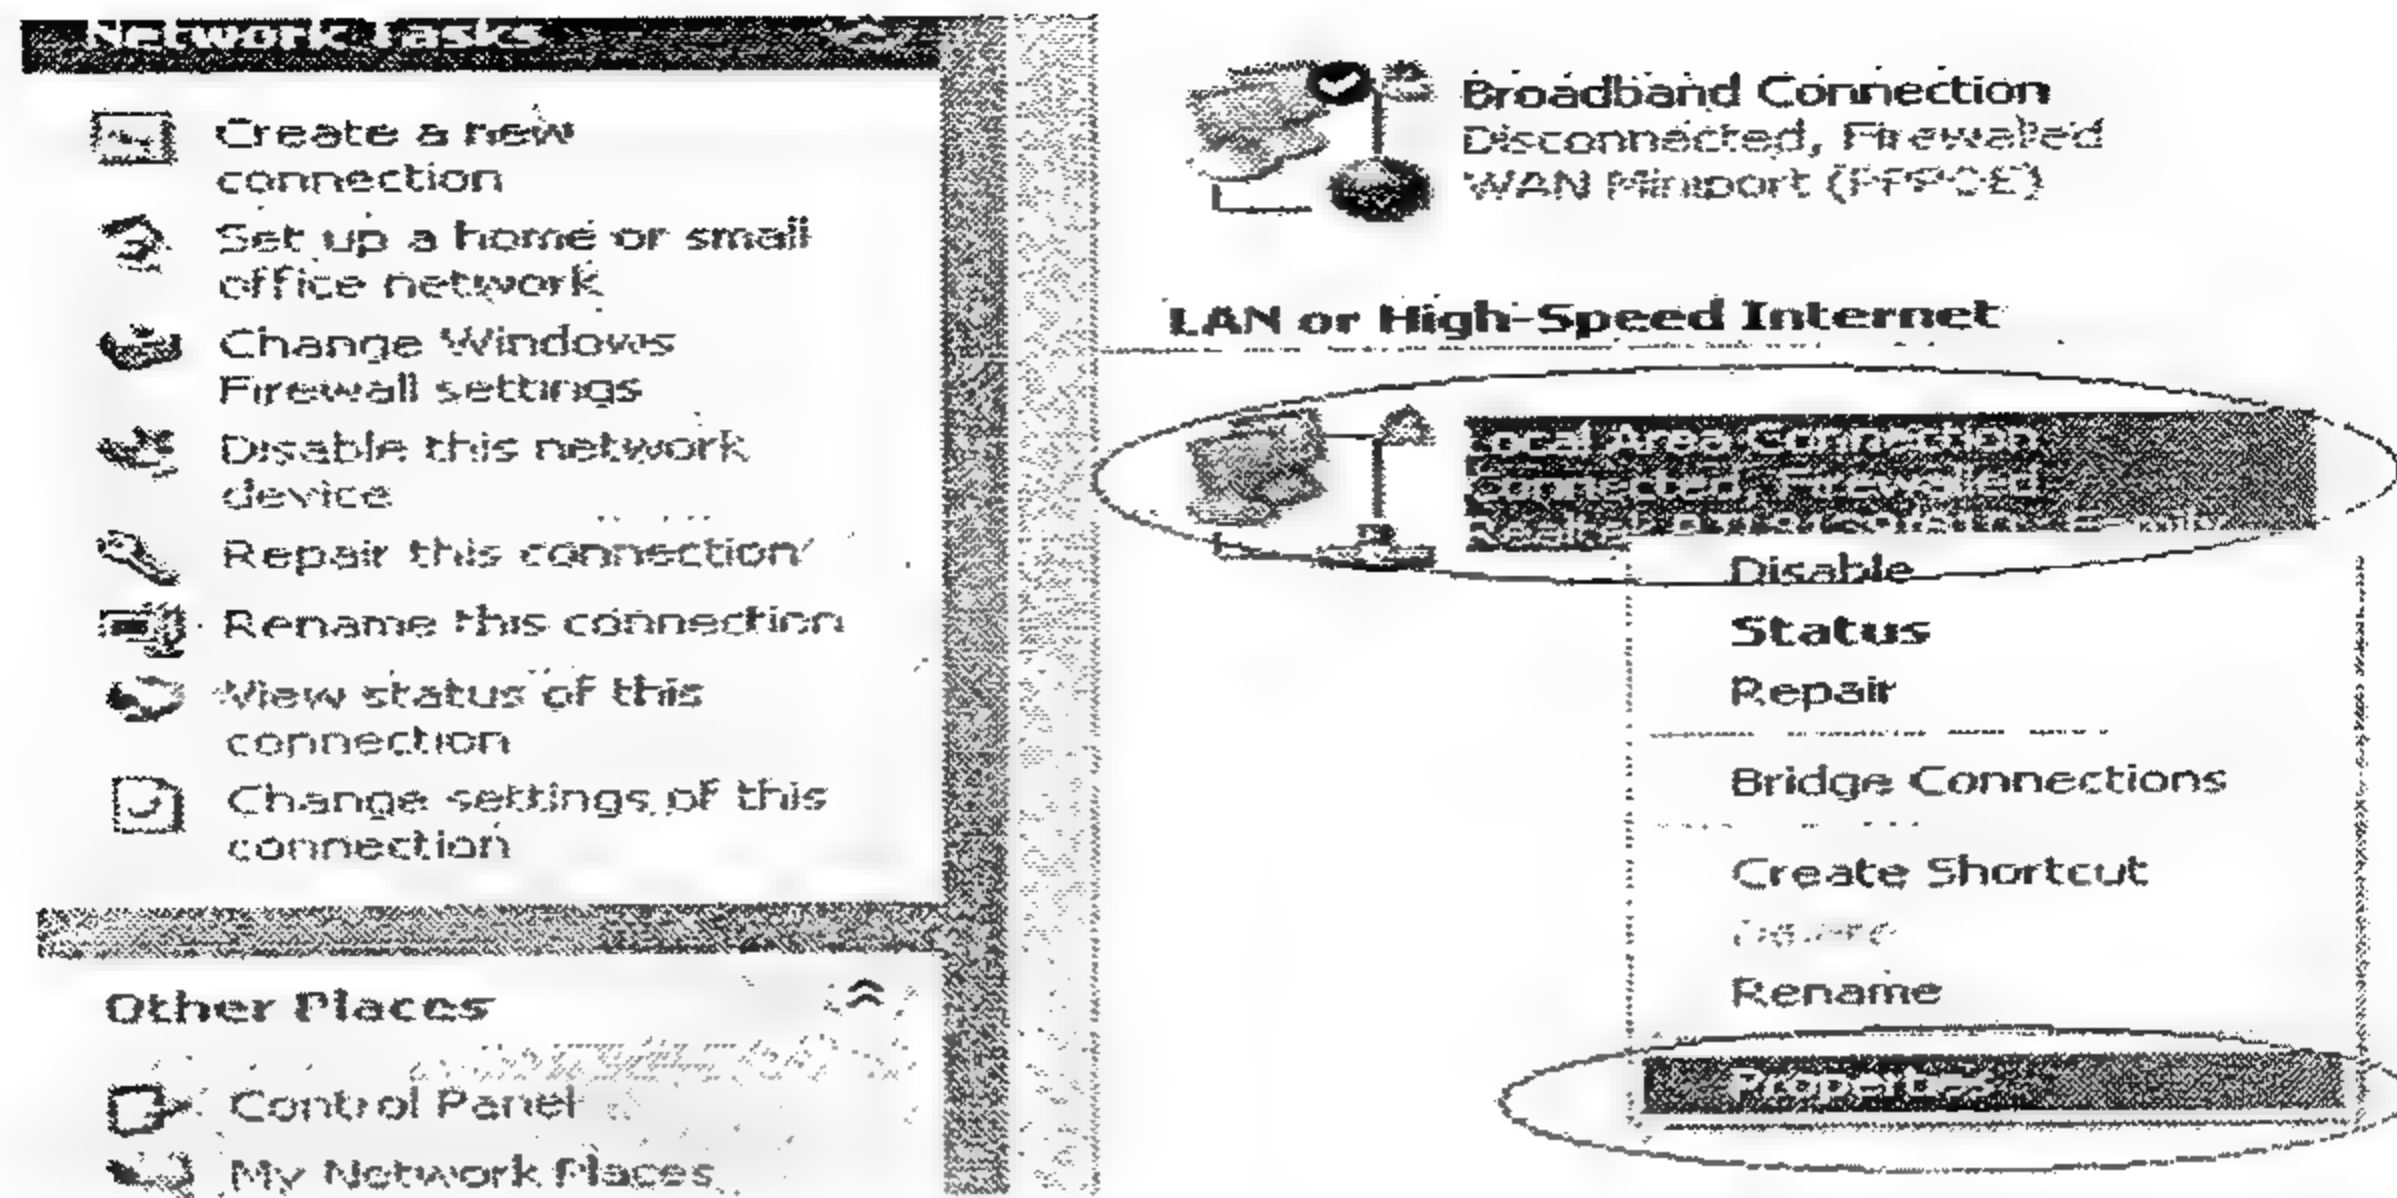 Network Tasks
Create a new
connection
Set up a home or small
office network
Change Windows
Firewall settings
Disable this network
device
Repair this connection
Rename this connection
View status of this
connection
Change settings of this
connection
Other Places
Control Panel
My Network Places
Broadband Connection
Disconnected, Firewalled
WAN Miniport (PPPOE)
LAN or High-Speed Internet
Local Area Connection
Connected, Firewalled
Disable
Status
Repair
Bridge Connections
Create Shortcut
Rename
Properties